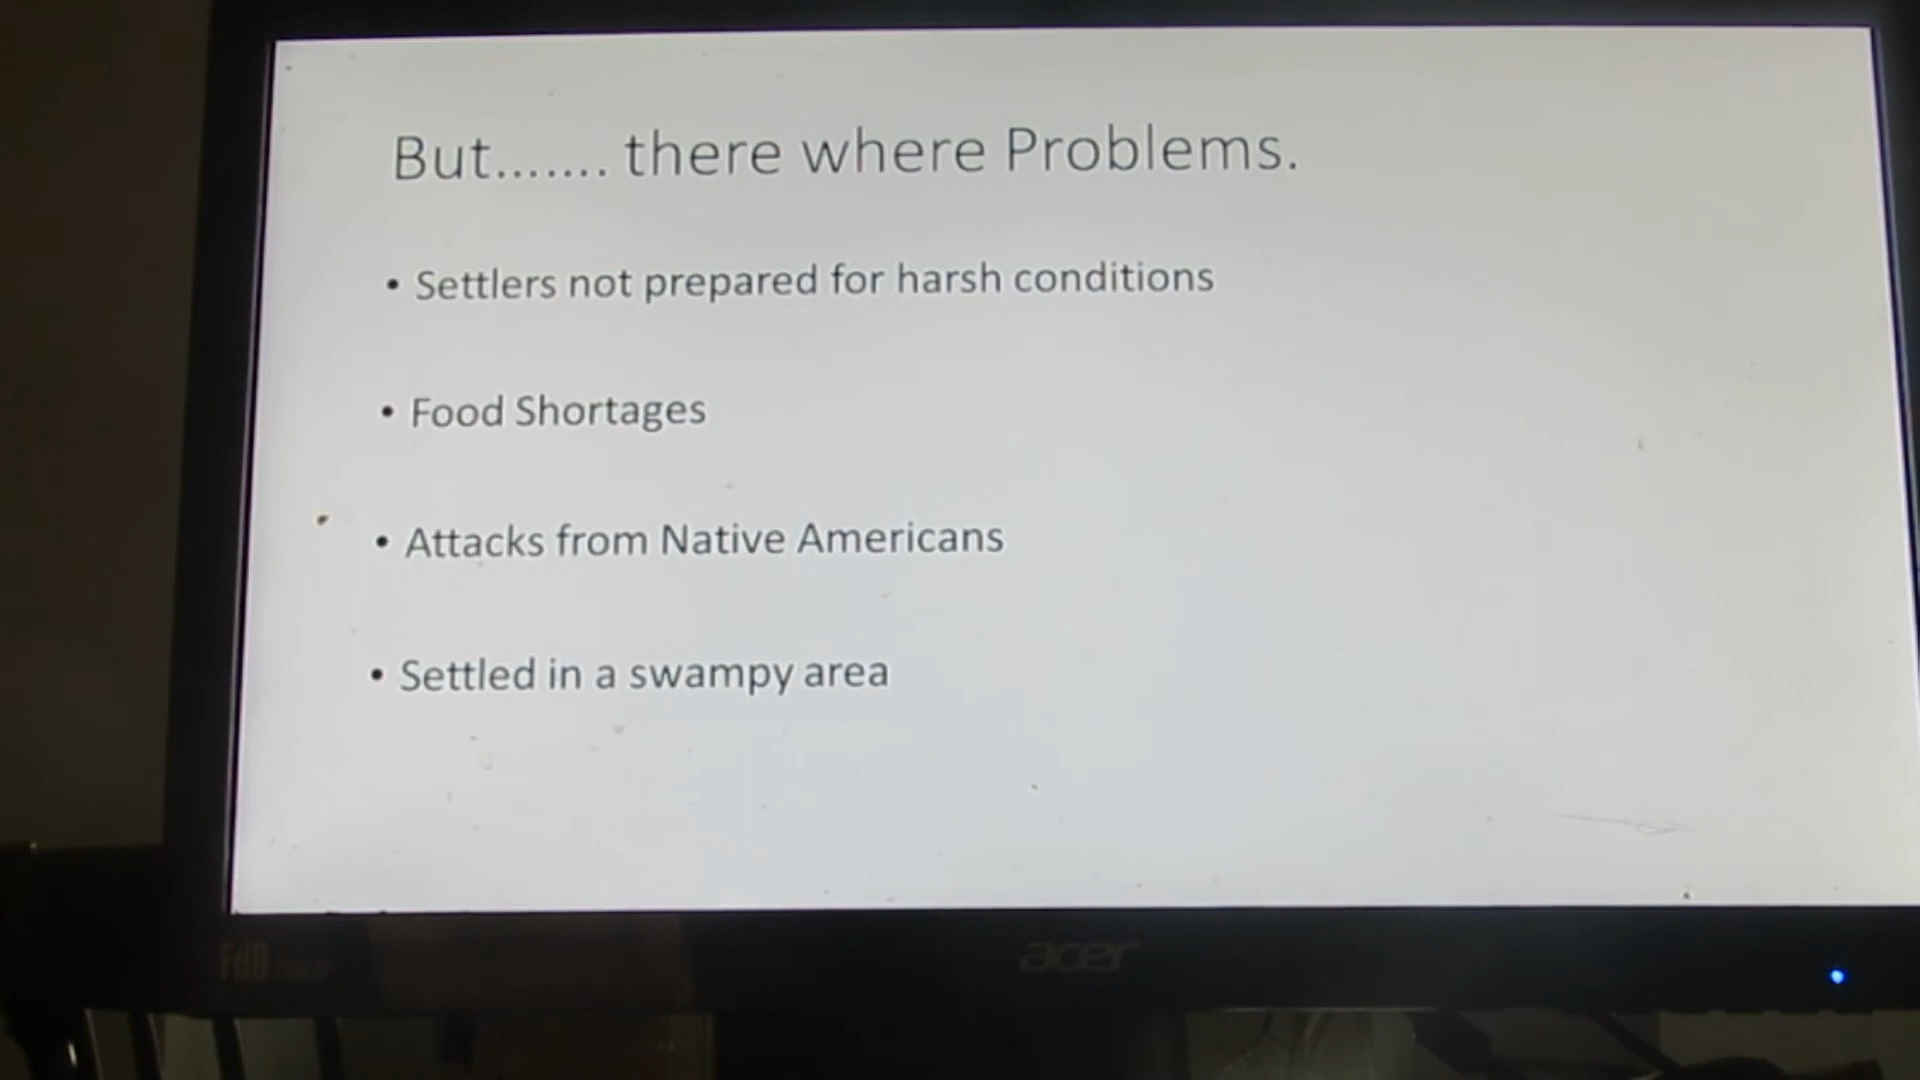 But....... there where Problems.
• Settlers not prepared for harsh conditions
• Food Shortages
• Attacks from Native Americans
• Settled in a swampy area
acer